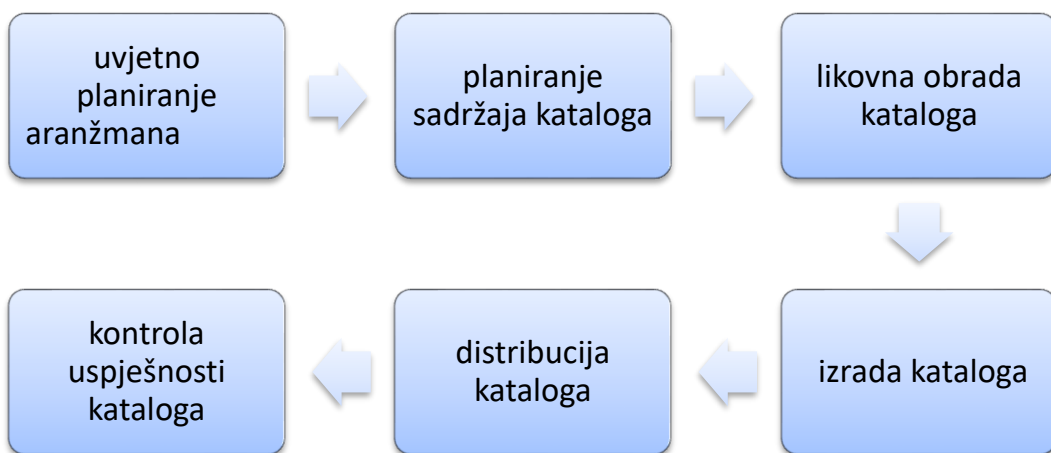 uvjetno
planiranje
aranžmana
planiranje
sadržaja kataloga
likovna obrada
kataloga
izrada kataloga
distribucija
kataloga
kontrola
uspješnosti
kataloga